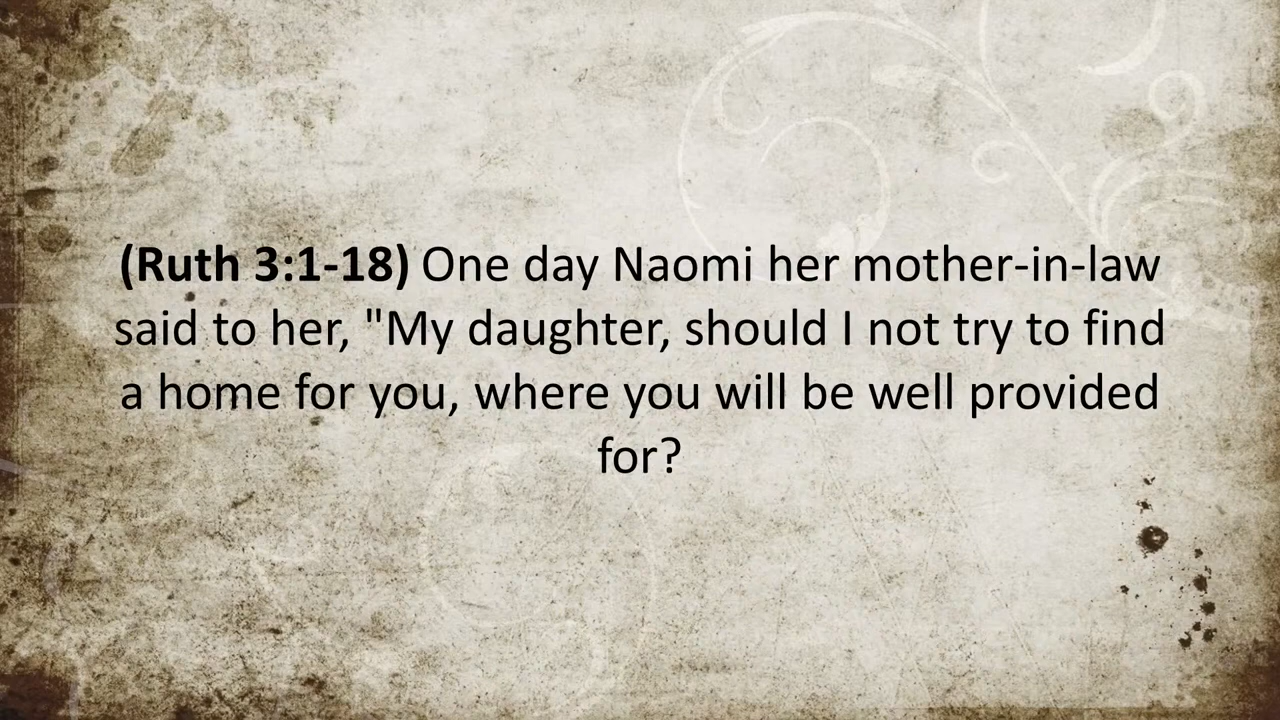 (Ruth 3:1-18) One day Naomi her mother-in-law
said to her, "My daughter, should I not try to find
a home for you, where you will be well provided
for?